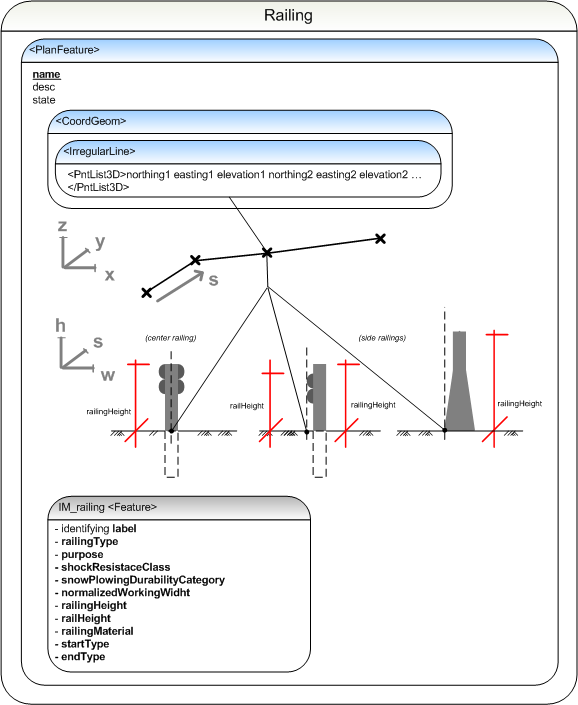 Railing
<PlanFeature>
name
desc
state
<CoordGeom>
<IrregularLine>
<PntList3D>northing1 easting1 elevation1 northing2 easting2 elevation2 ...
</PntList3D>
z
y
x
s
h
s
w
(center railing)
(side railings)
railingHeight
railHeight
railingHeight
railingHeight
IM_railing <Feature>
- identifying label
- railingType
- purpose
- shockResistaceClass
- snowPlowingDurabilityCategory
- normalizedWorkingWidht
- railingHeight
- railHeight
- railingMaterial
- startType
- endType